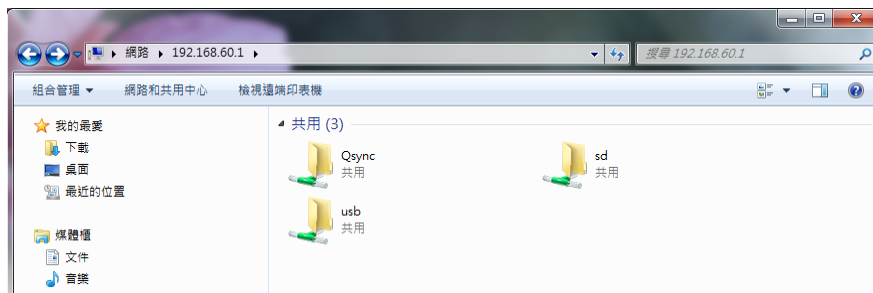 網路 ▸ 192.168.60.1 ▸
搜尋 192.168.60.1
組合管理 ▼ 網路和共用中心 檢視遠端印表機
我的最愛
下載
桌面
最近的位置
媒體櫃
文件
音樂
共用 (3)
Qsync
共用
sd
共用
usb
共用